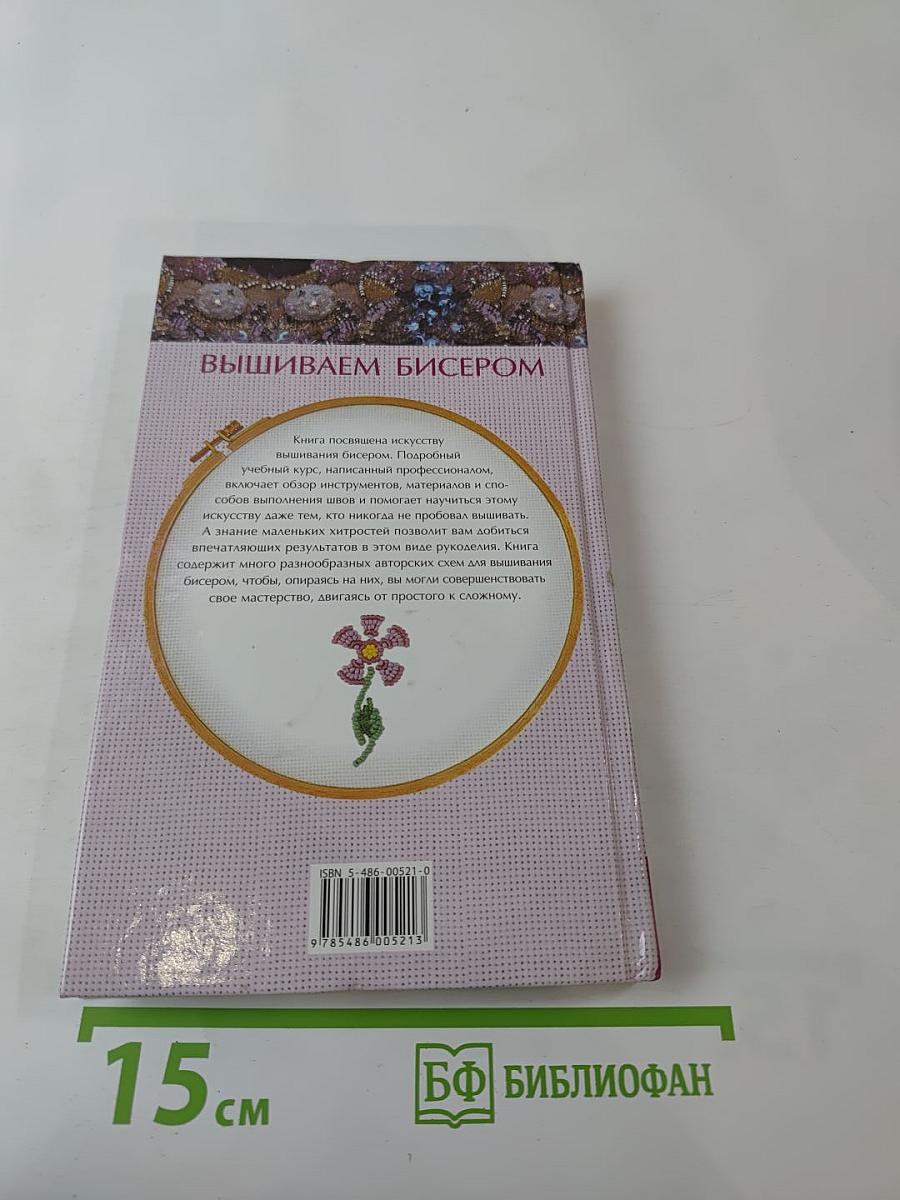 ВЫШИВАЕМ БИСЕРОМ
Книга посвящена искусству
вышивания бисером. Подробный
учебный курс, написанный профессионалом,
включает обзор инструментов, материалов и спо-
собов выполнения швов и помогает научиться этому
искусству даже тем, кто никогда не пробовал вышивать.
А знание маленьких хитростей позволит вам добиться
впечатляющих результатов в этом виде рукоделия. Книга
содержит много разнообразных авторских схем для вышивания
бисером, чтобы, опираясь на них, вы могли совершенствовать
свое мастерство, двигаясь от простого к сложному.
ISBN 5-486-00521-0
9 785486 005213
15 см
БФ БИБЛИОФАН